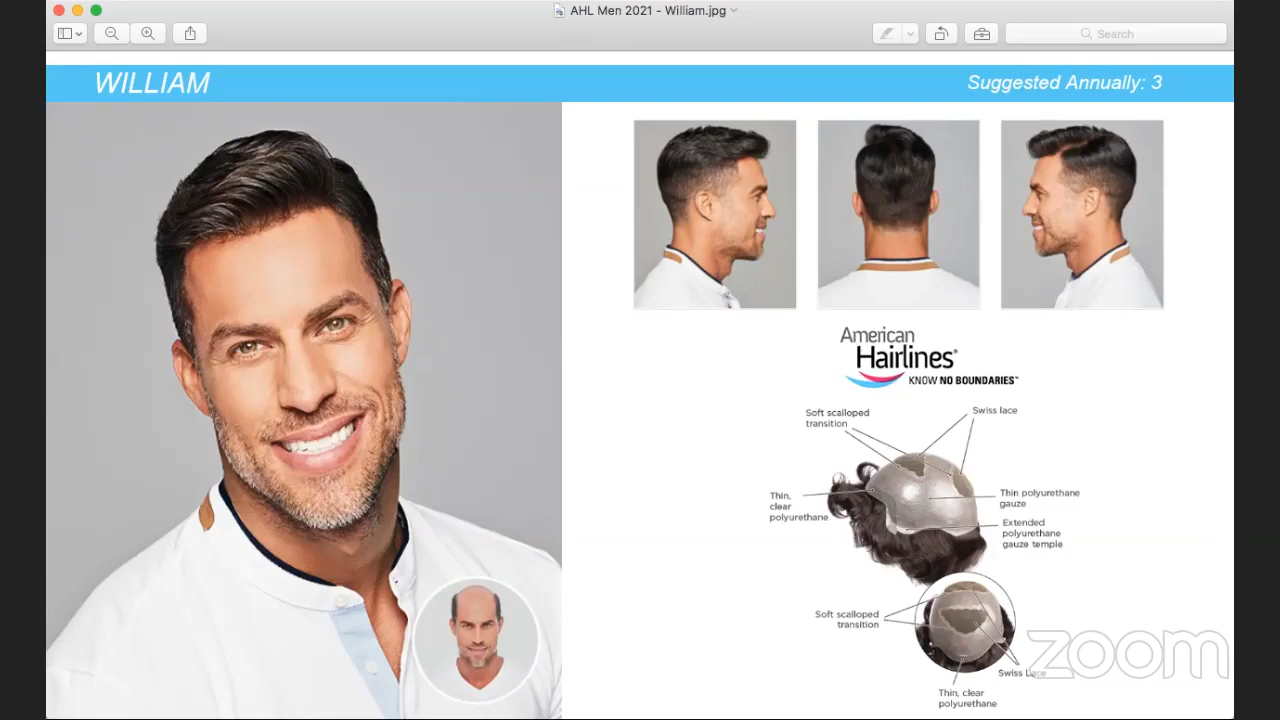 AHL Men 2021 - William.jpg
Search
WILLIAM
Suggested Annually: 3
American
Hairlines®
KNOW NO BOUNDARIES™
Soft scalloped
transition
Swiss lace
Thin,
clear
polyurethane
Thin polyurethane
gauze
Extended
polyurethane
gauze temple
Soft scalloped
transition
Swiss Lace
Thin, clear
polyurethane
zoom